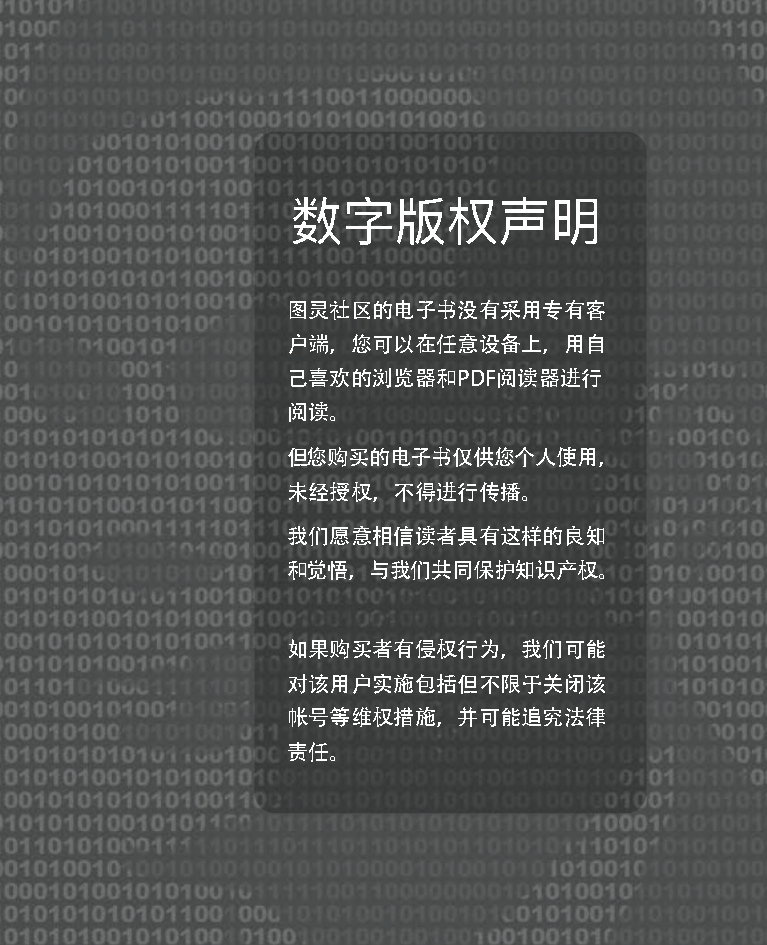 数字版权声明
图灵社区的电子书没有采用专有客
户端，您可以在任意设备上，用自
己喜欢的浏览器和PDF阅读器进行
阅读。
但您购买的电子书仅供您个人使用，
未经授权，不得进行传播。
我们愿意相信读者具有这样的良知
和觉悟，与我们共同保护知识产权。
如果购买者有侵权行为，我们可能
对该用户实施包括但不限于关闭该
帐号等维权措施，并可能追究法律
责任。